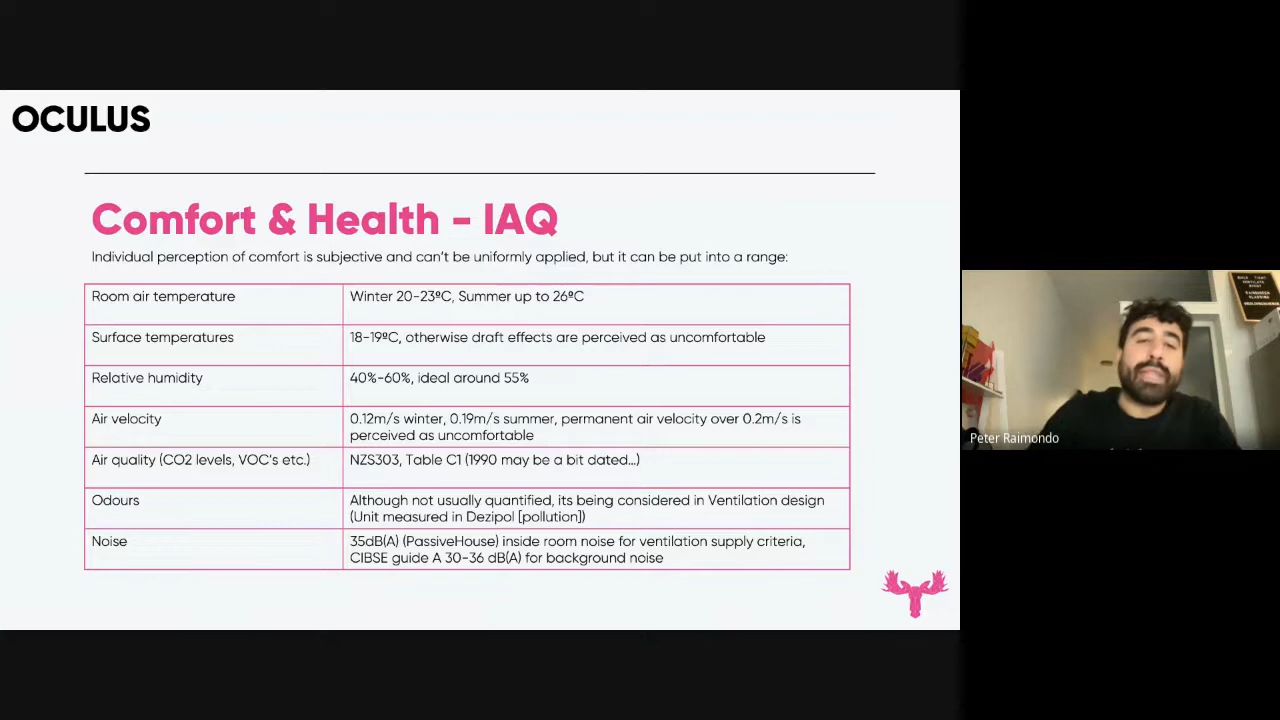 OCULUS
Comfort & Health - IAQ
Individual perception of comfort is subjective and can't be uniformly applied, but it can be put into a range:
Room air temperature
Winter 20-23ºC, Summer up to 26ºC
Surface temperatures
18-19ºC, otherwise draft effects are perceived as uncomfortable
Relative humidity
40%-60%, ideal around 55%
Air velocity
0.12m/s winter, 0.19m/s summer, permanent air velocity over 0.2m/s is
perceived as uncomfortable
Air quality (CO2 levels, VOC's etc.)
NZS303, Table C1 (1990 may be a bit dated...)
Odours
Although not usually quantified, its being considered in Ventilation design
(Unit measured in Dezipol [pollution])
Noise
35dB(A) (PassiveHouse) inside room noise for ventilation supply criteria,
CIBSE guide A 30-36 dB(A) for background noise
Peter Raimondo